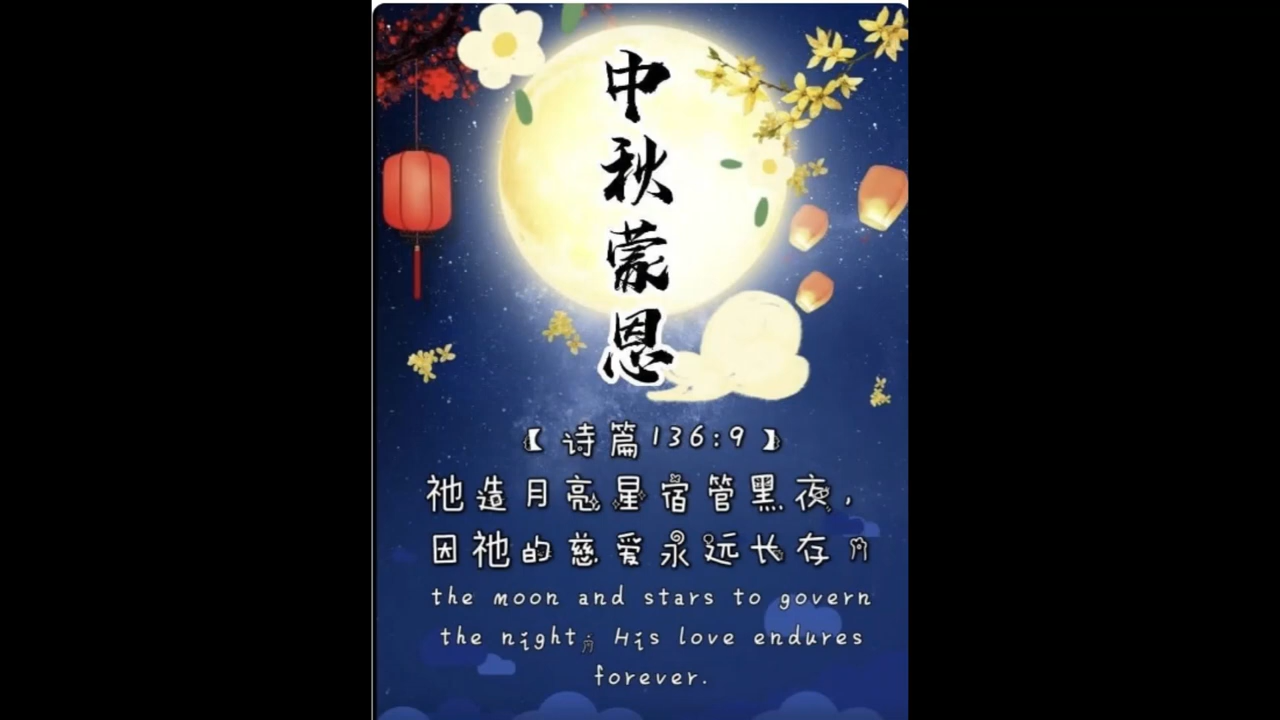 中秋蒙恩
【诗篇136:9】
祂造月亮星宿管黑夜,
因祂的慈爱永远长存
the moon and stars to govern
the night; His love endures
forever.